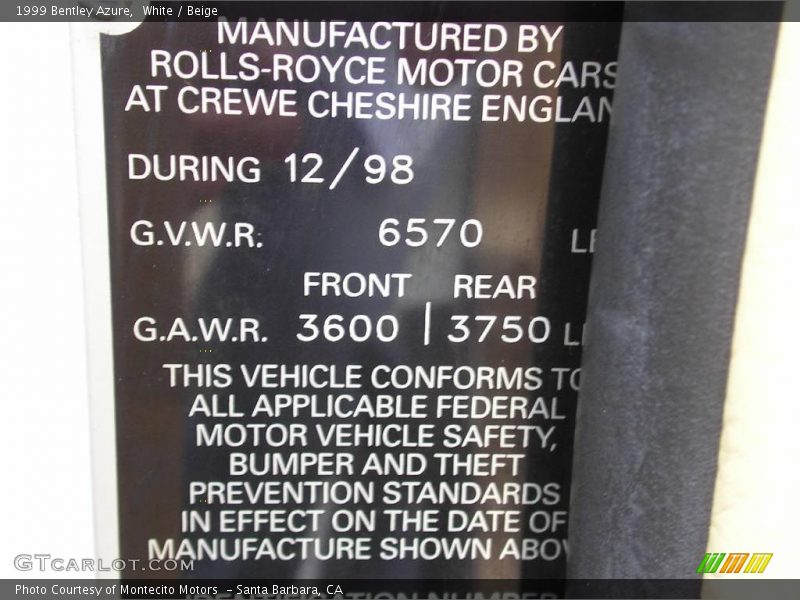 1999 Bentley Azure, White / Beige
MANUFACTURED BY
ROLLS-ROYCE MOTOR CARS
AT CREWE CHESHIRE ENGLAN
DURING 12/98
G.V.W.R: 6570
FRONT REAR
G.A.W.R. 3600 | 3750
THIS VEHICLE CONFORMS TO
ALL APPLICABLE FEDERAL
MOTOR VEHICLE SAFETY,
BUMPER AND THEFT
PREVENTION STANDARDS
IN EFFECT ON THE DATE OF
MANUFACTURE SHOWN ABOV
GTCARLOT.COM
Photo Courtesy of Montecito Motors - Santa Barbara, CA